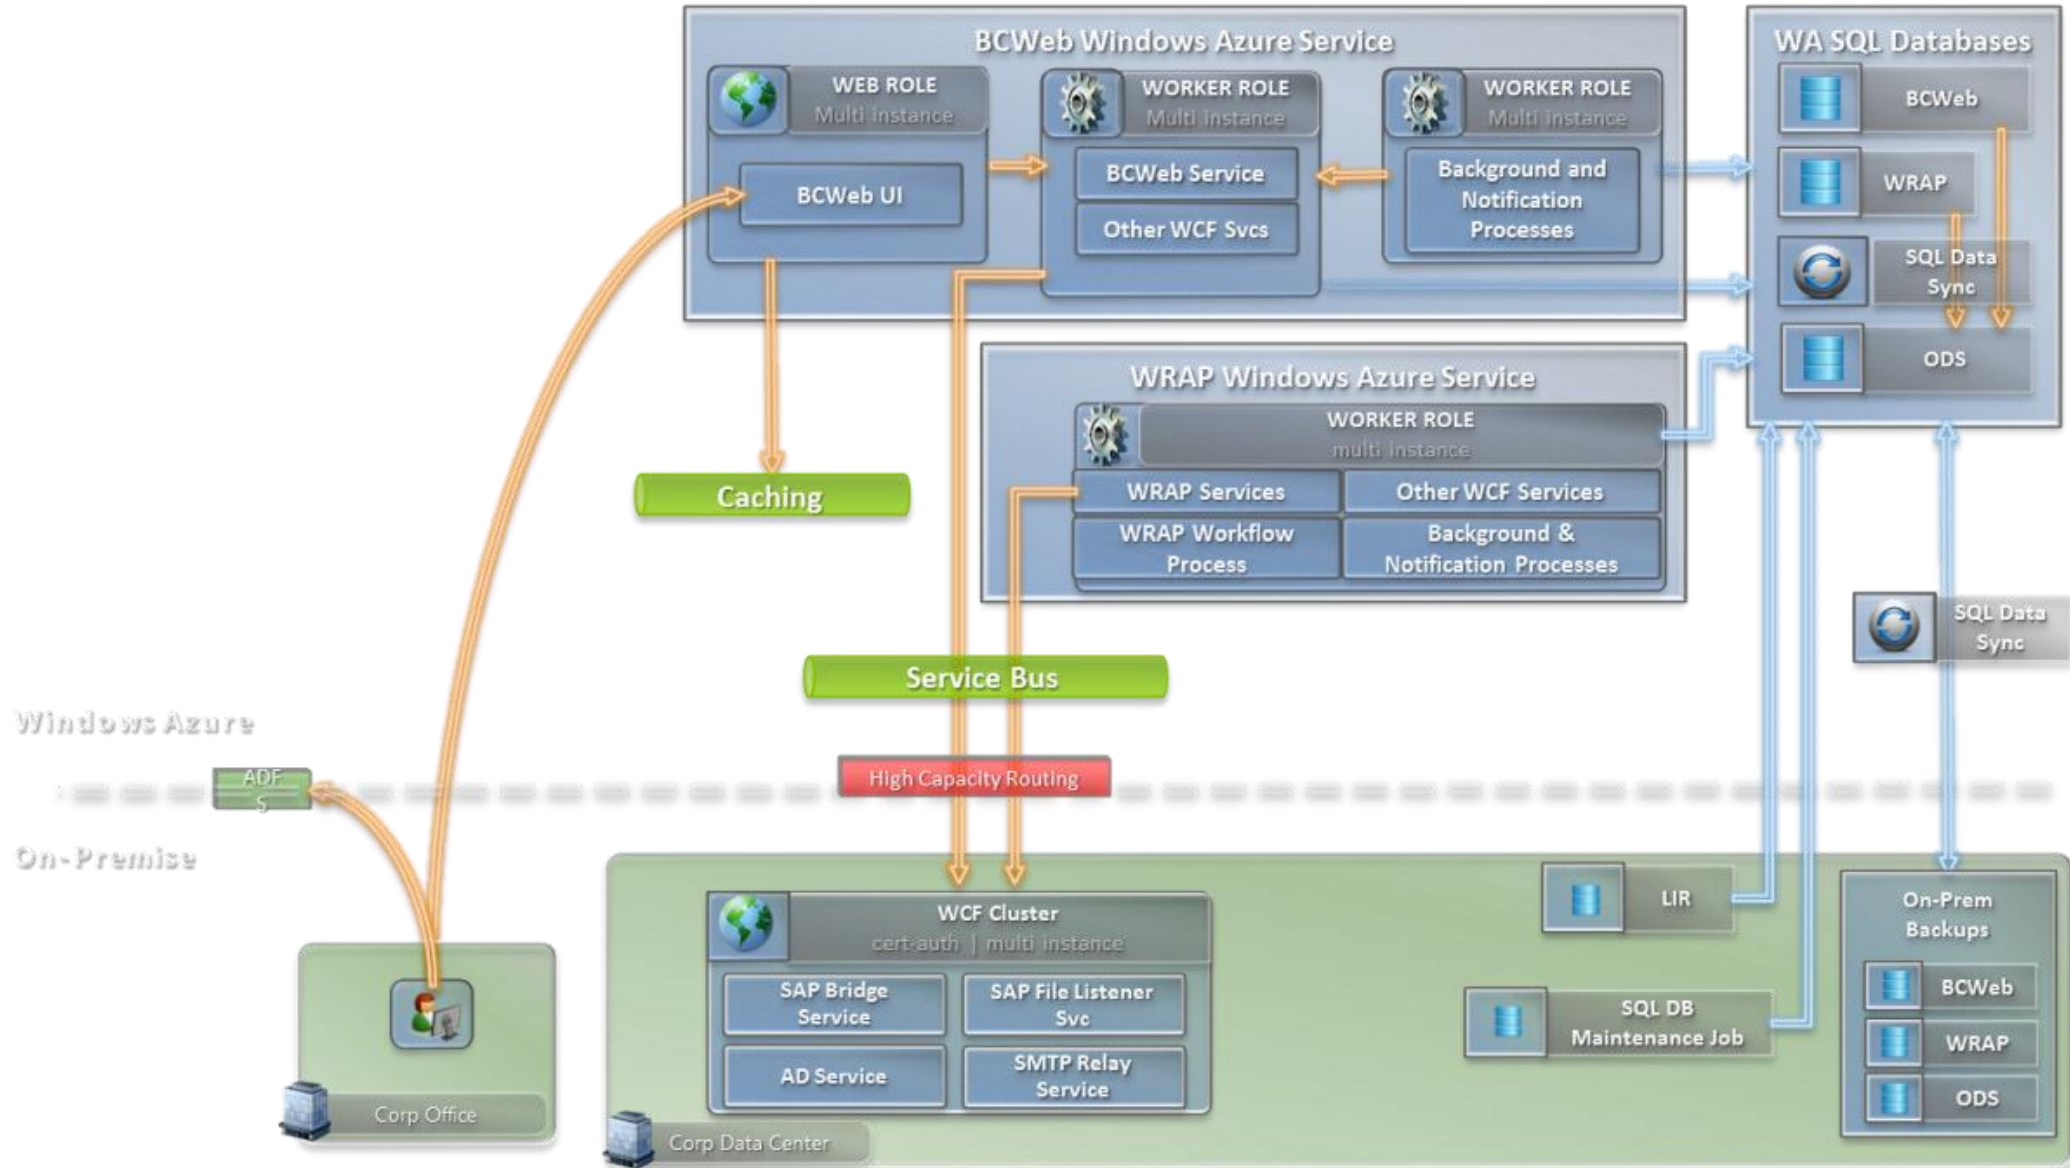 BCWeb Windows Azure Service
WEB ROLE
Multi instance
BCWeb UI
WORKER ROLE
Multi Instance
BCWeb Service
Other WCF Svcs
WORKER ROLE
Multi Instance
Background and
Notification
Processes
WA SQL Databases
BCWeb
WRAP
SQL Data
Sync
ODS
WRAP Windows Azure Service
WORKER ROLE
multi instance
WRAP Services
Other WCF Services
WRAP Workflow
Process
Background &
Notification Processes
Caching
Service Bus
SQL Data
Sync
Windows Azure
ADF
S
High Capacity Routing
On-Premise
WCF Cluster
cert-auth | multi instance
SAP Bridge
Service
SAP File Listener
Svc
AD Service
SMTP Relay
Service
LIR
SQL DB
Maintenance Job
On-Prem
Backups
BCWeb
WRAP
ODS
Corp Office
Corp Data Center